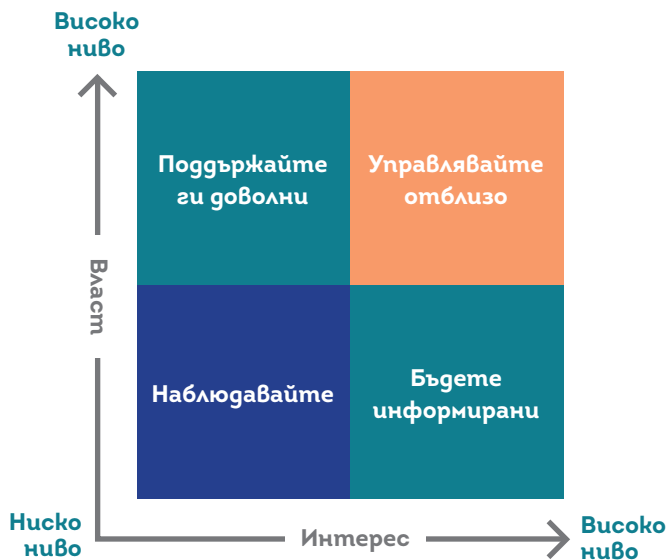 Високо
ниво
Поддържайте
ги доволни
Управлявайте
отблизо
Власт
Наблюдавайте
Бъдете
информирани
Ниско
ниво
Интерес
Високо
ниво